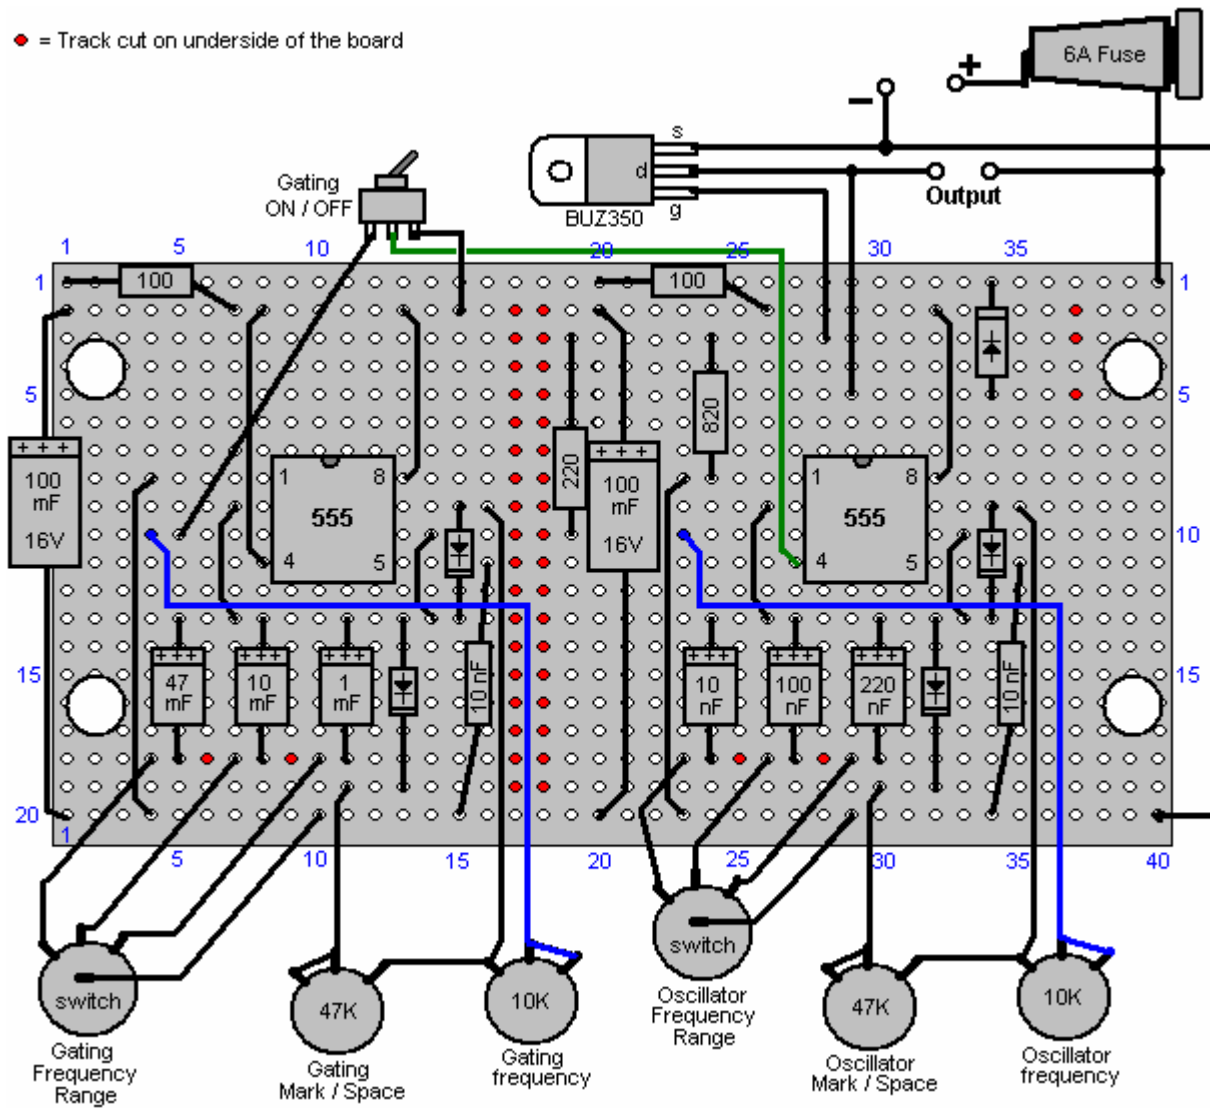 = Track cut on underside of the board
6A Fuse
+
−
s
d
g
BUZ350
Output
Gating
ON / OFF
1 5 10 20 25 30 35
1 100 100 1
5 5
+ + +
100
mF
16V
1 8
555
4 5
220
820
+ + +
100
mF
16V
1 8
555
4 5
10 10
15 15
+++
47
mF
+++
10
mF
+++
1
mF
10 nF
+++
10
nF
+++
100
nF
+++
220
nF
10 nF
20 20
1 5 10 15 20 25 30 35 40
switch
Gating
Frequency
Range
47K
Gating
Mark / Space
10K
Gating
frequency
switch
Oscillator
Frequency
Range
47K
Oscillator
Mark / Space
10K
Oscillator
frequency